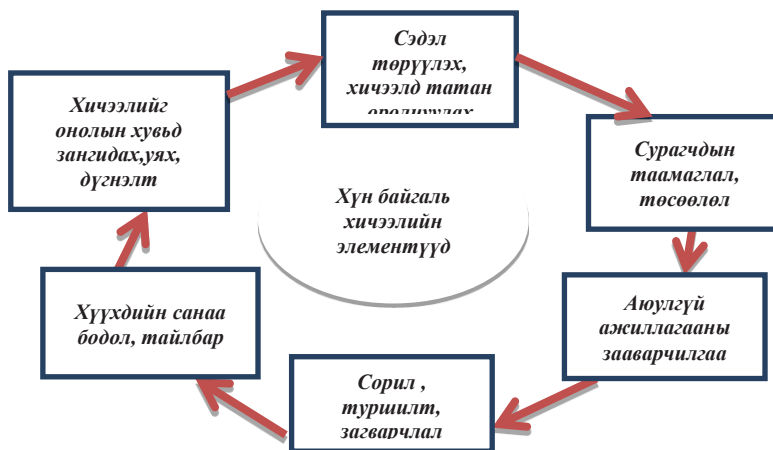 Сэдэл
төрүүлэх,
хичээлд татан
Сурагчдын
таамаглал,
төсөөлөл
Аюулгүй
ажиллагааны
зааварчилгаа
Сорил ,
туршилт,
загварчлал
Хүүхдийн санаа
бодол, тайлбар
Хичээлийг
онолын хувьд
зангидах,уях,
дүгнэлт
Хүн байгаль
хичээлийн
элементүүд